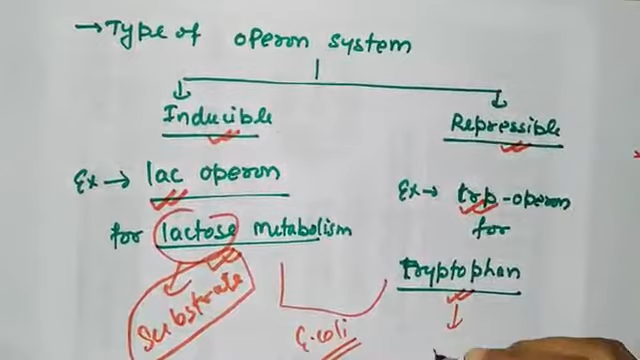 → Type of operon system
Inducible
Repressible
Ex → lac operon
for lactose metabolism
Substrate
Ex → trp-operon
for
tryptophan
E.coli